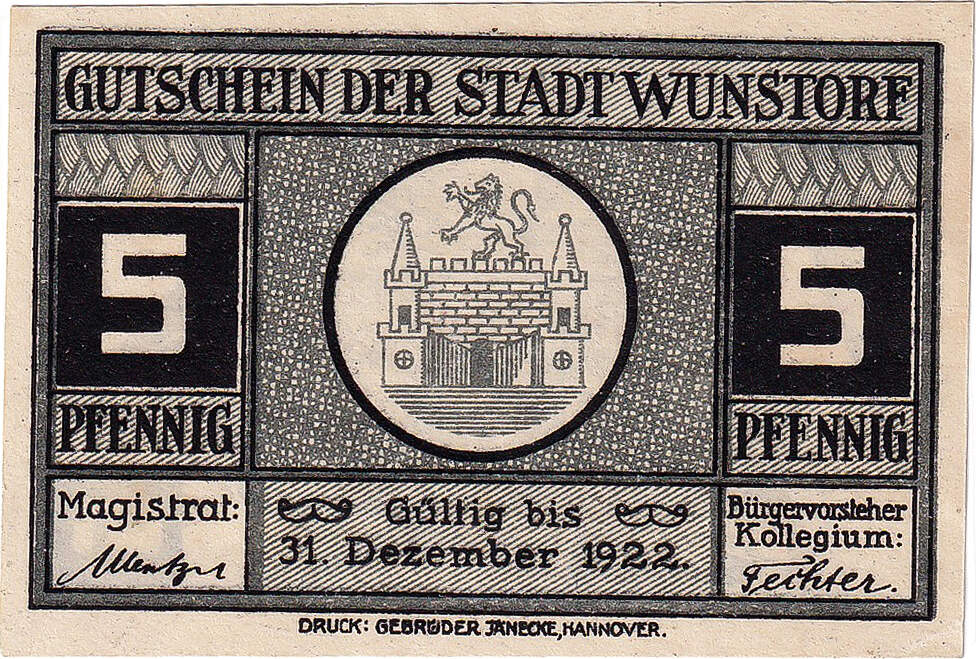 GUTSCHEIN DER STADT WUNSTORF
5
PFENNIG
5
PFENNIG
Magistrat:
Gültig bis
31. Dezember 1922.
Bürgervorsteher
Kollegium:
Fechter.
DRUCK: GEBRÜDER JÄNECKE, HANNOVER.